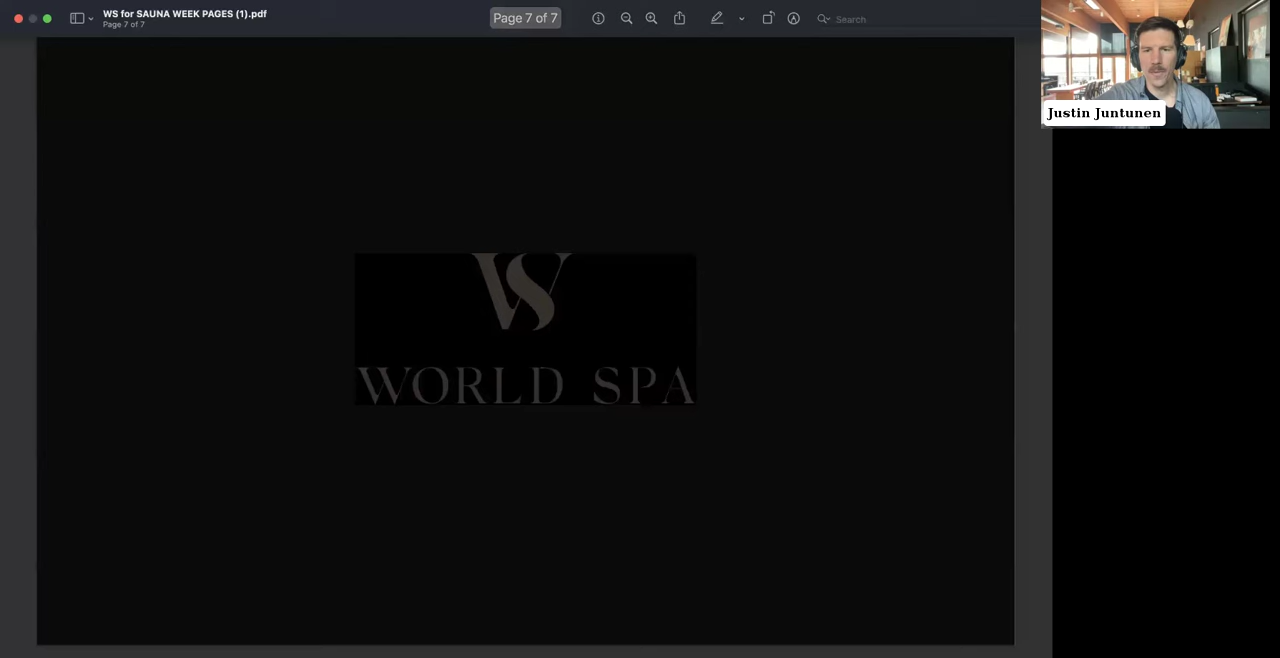 WS for SAUNA WEEK PAGES (1).pdf
Page 7 of 7
Page 7 of 7
Search
Justin Juntunen
WS
WORLD SPA